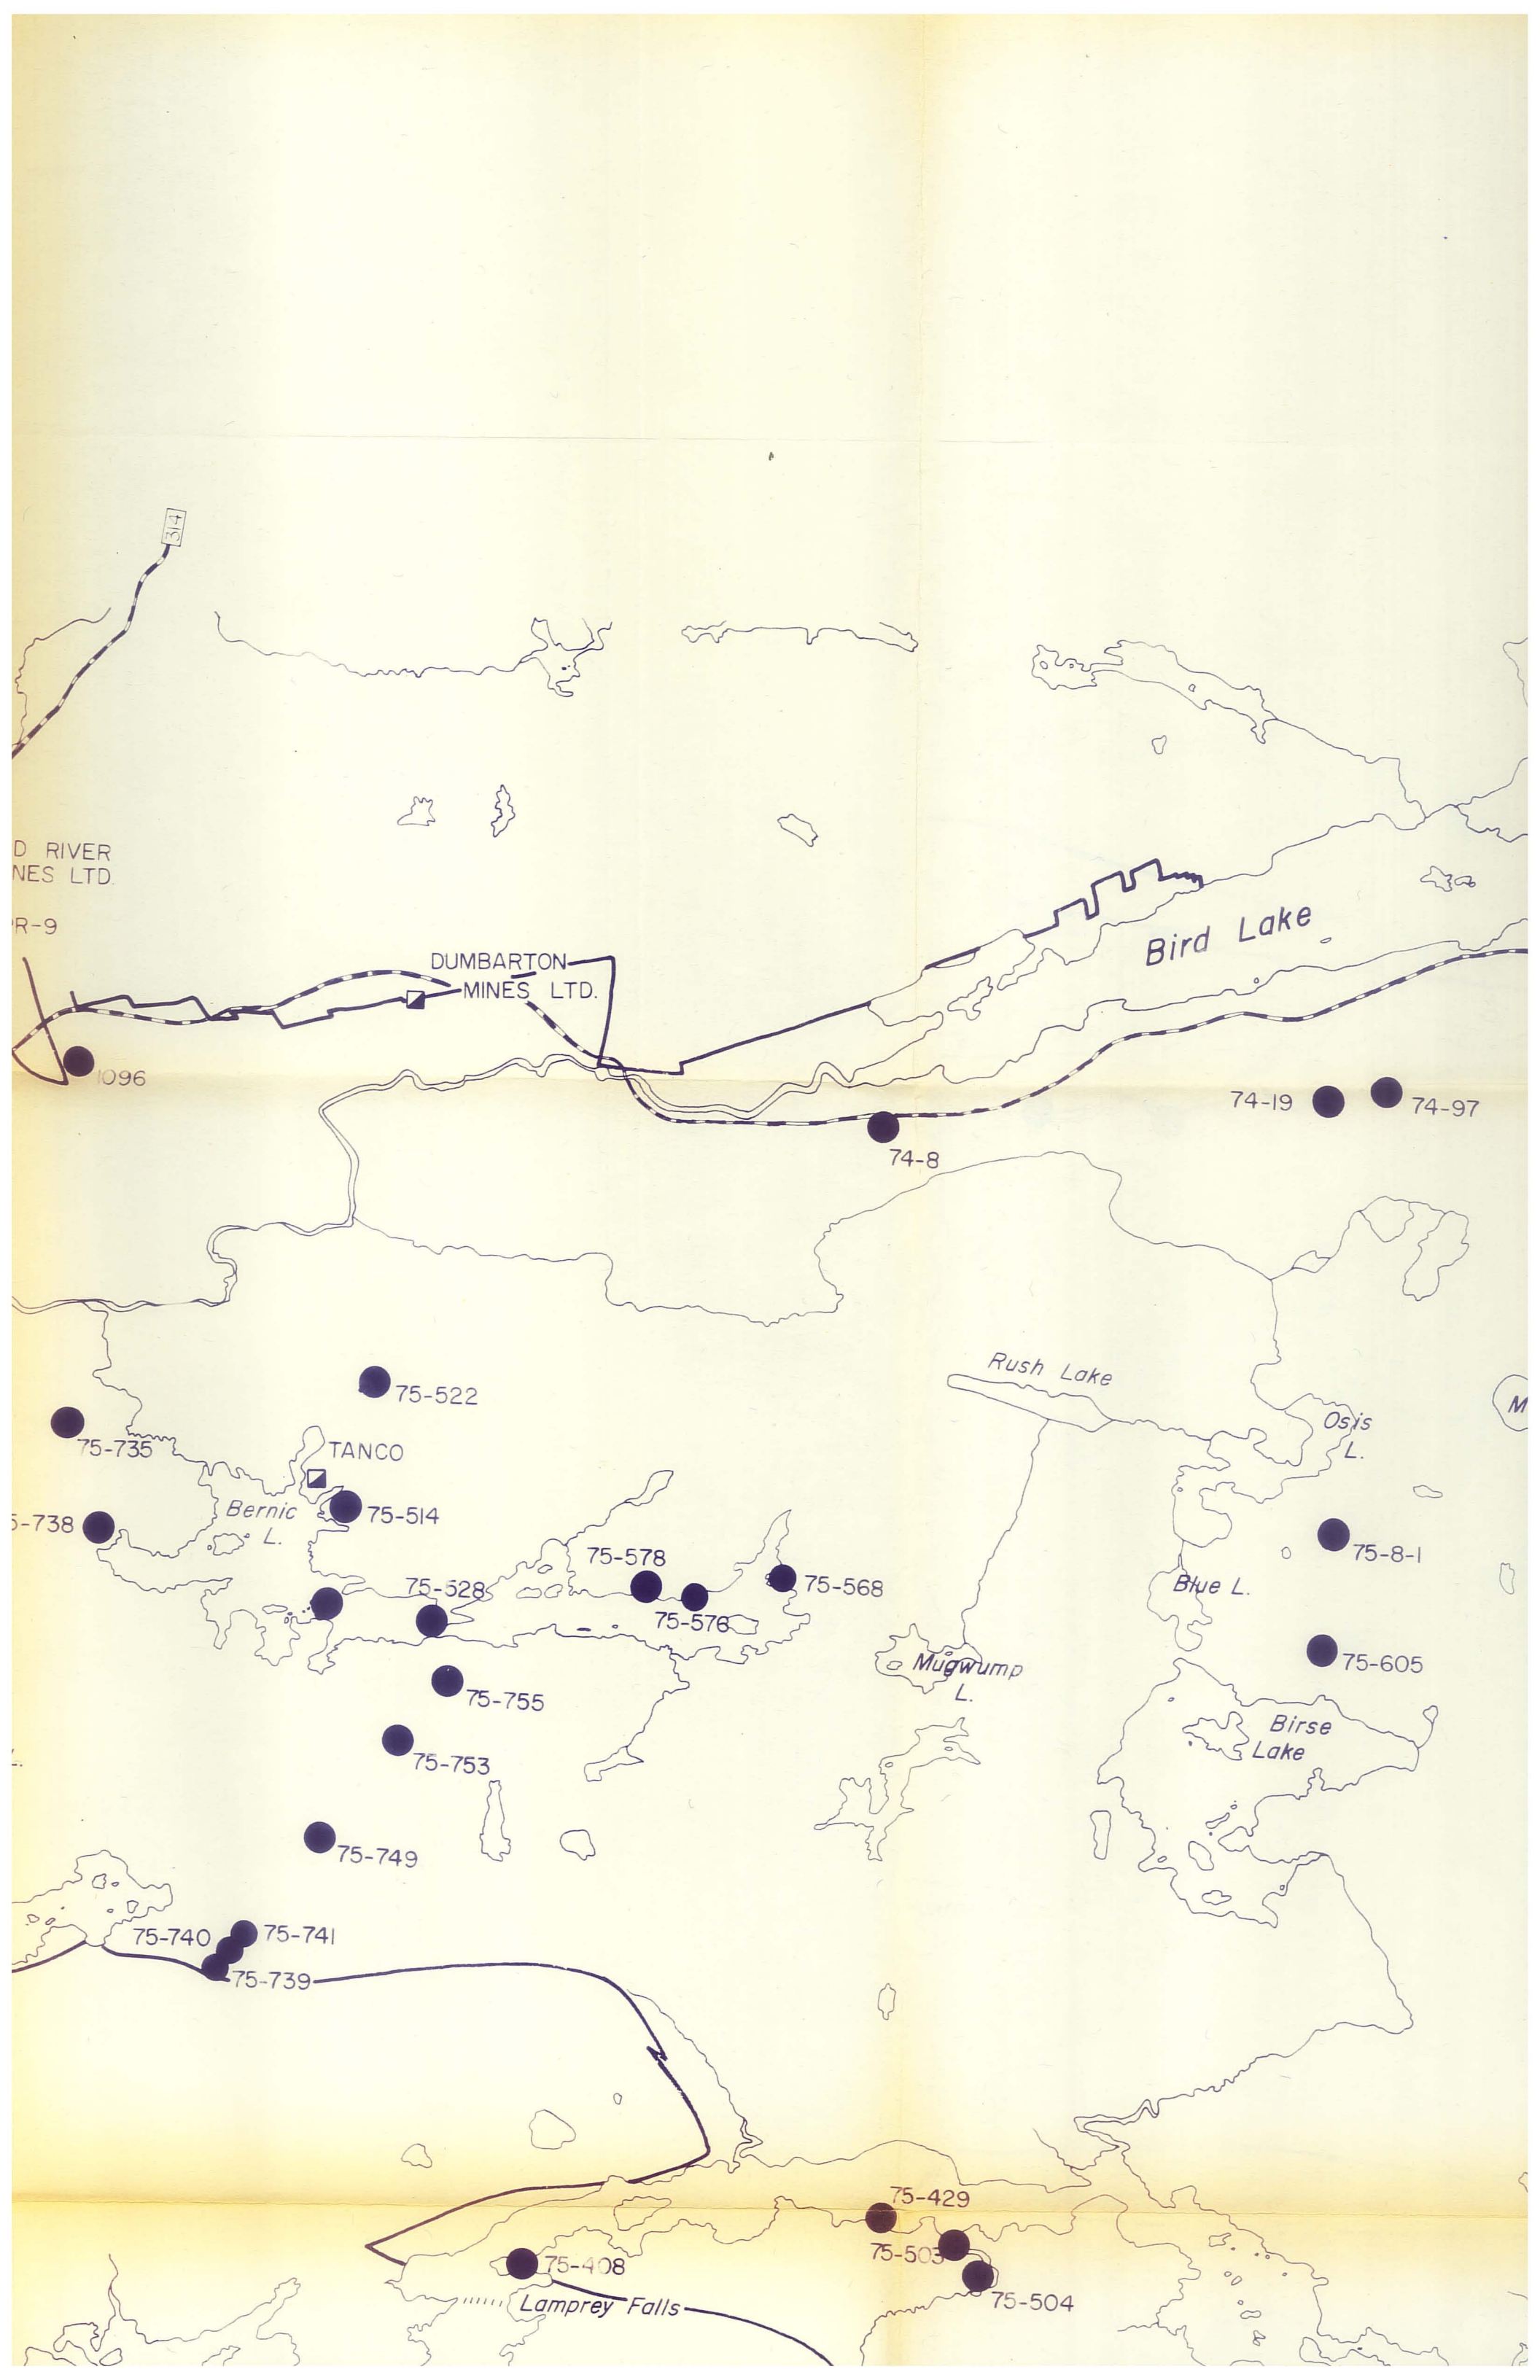 314
D RIVER
NES LTD.
R-9
DUMBARTON
MINES LTD.
Bird Lake
1096
74-19
74-97
74-8
Rush Lake
75-522
Osis
L.
M
75-735
TANCO
Bernic
L.
75-514
5-738
75-8-1
75-578
75-528
75-568
Blue L.
75-576
75-605
Mugwump
L.
75-755
Birse
Lake
75-753
L.
75-749
75-740
75-741
75-739
75-429
75-503
75-408
75-504
Lamprey Falls